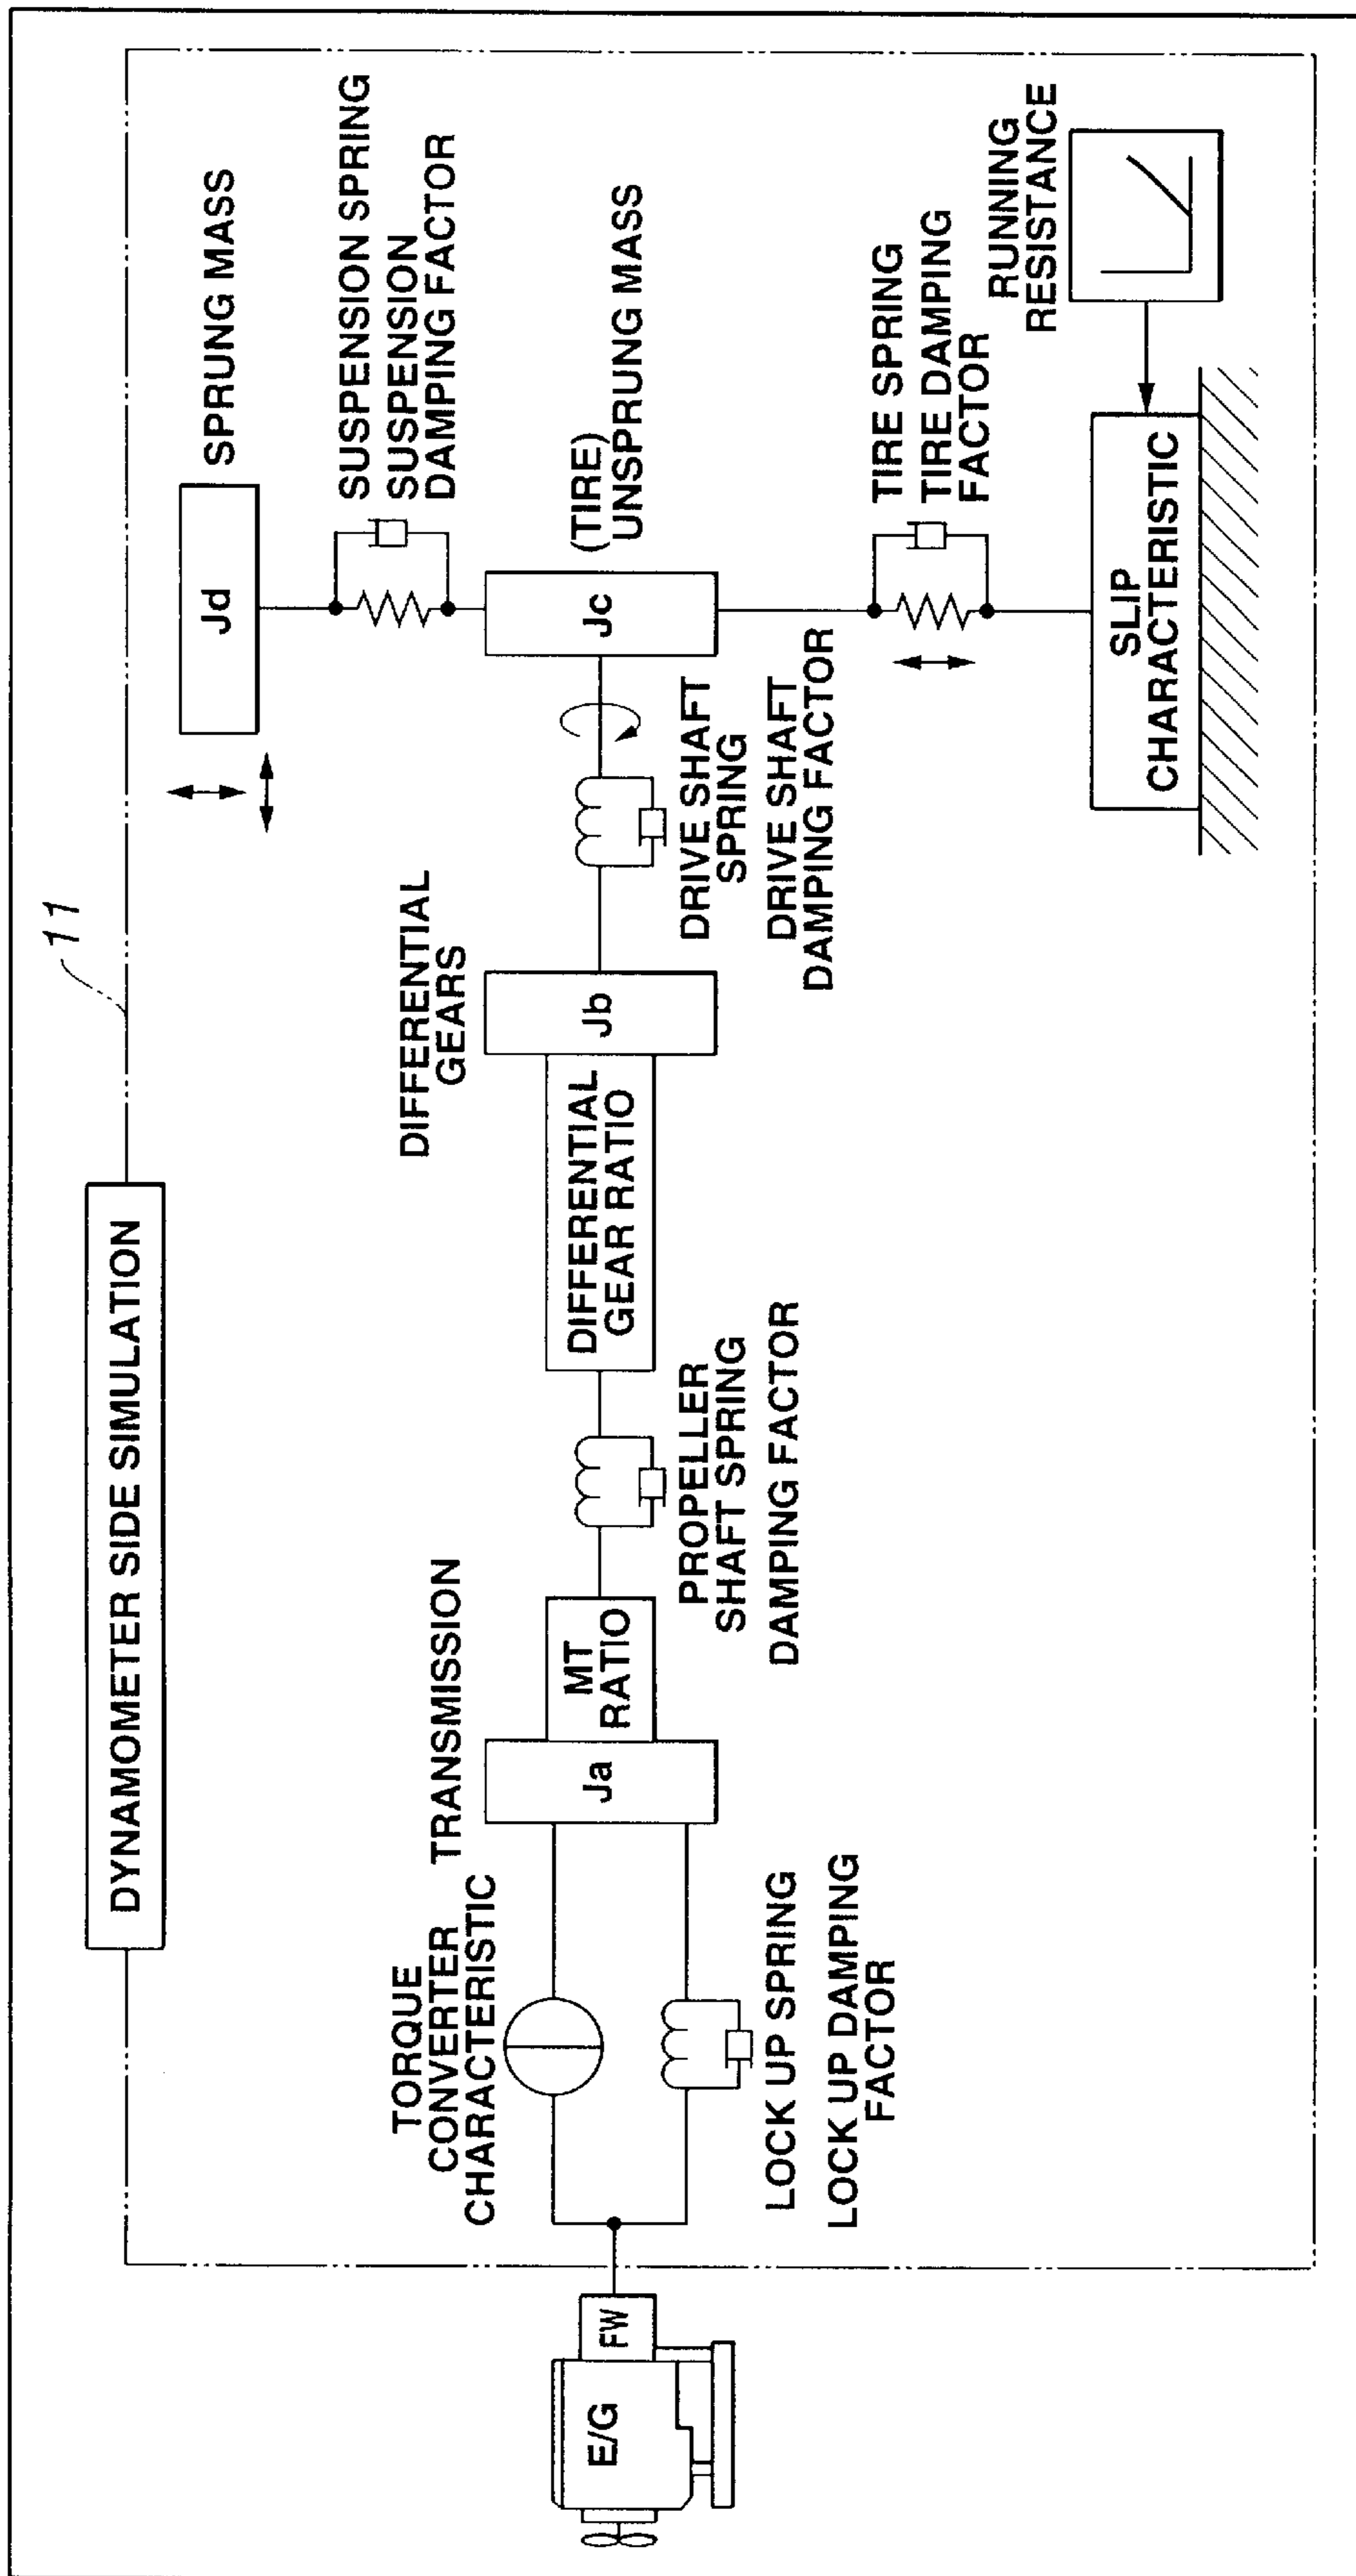 11
DYNAMOMETER SIDE SIMULATION
E/G
FW
TORQUE
CONVERTER
CHARACTERISTIC
LOCK UP SPRING
LOCK UP DAMPING
FACTOR
TRANSMISSION
Ja
MT
RATIO
PROPELLER
SHAFT SPRING
DAMPING FACTOR
DIFFERENTIAL
GEAR RATIO
DIFFERENTIAL
GEARS
Jb
DRIVE SHAFT
SPRING
DRIVE SHAFT
DAMPING FACTOR
Jd
SPRUNG MASS
SUSPENSION SPRING
SUSPENSION
DAMPING FACTOR
Jc
(TIRE)
UNSPRUNG MASS
TIRE SPRING
TIRE DAMPING
FACTOR
SLIP
CHARACTERISTIC
RUNNING
RESISTANCE